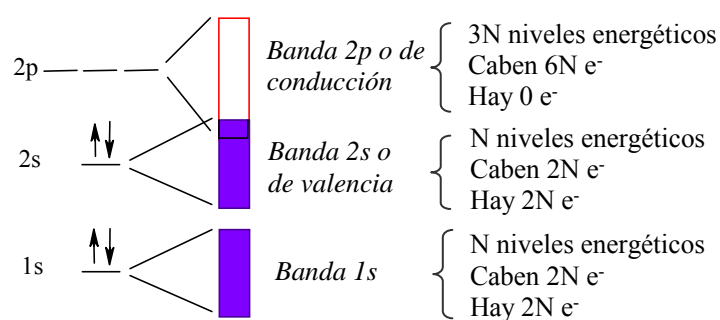 2p
Banda 2p o de
conducción
3N niveles energéticos
Caben 6N e-
Hay 0 e-
2s
Banda 2s o
de valencia
N niveles energéticos
Caben 2N e-
Hay 2N e-
1s
Banda 1s
N niveles energéticos
Caben 2N e-
Hay 2N e-